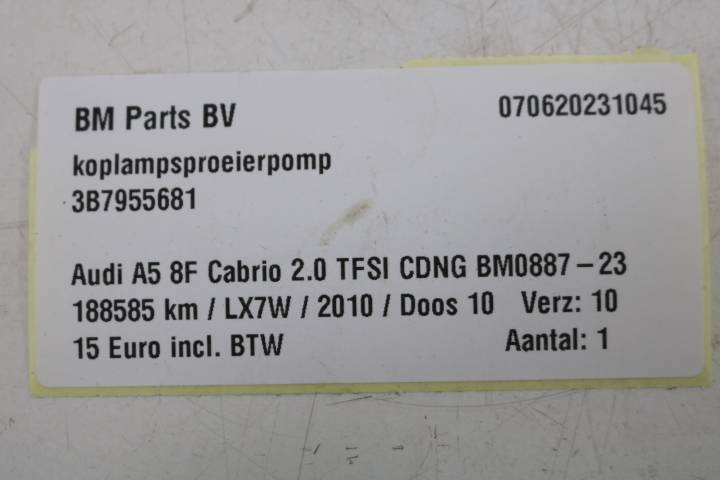 BM Parts BV 070620231045
koplampsproeierpomp
3B7955681
Audi A5 8F Cabrio 2.0 TFSI CDNG BM0887-23
188585 km / LX7W / 2010 / Doos 10 Verz: 10
15 Euro incl. BTW Aantal: 1